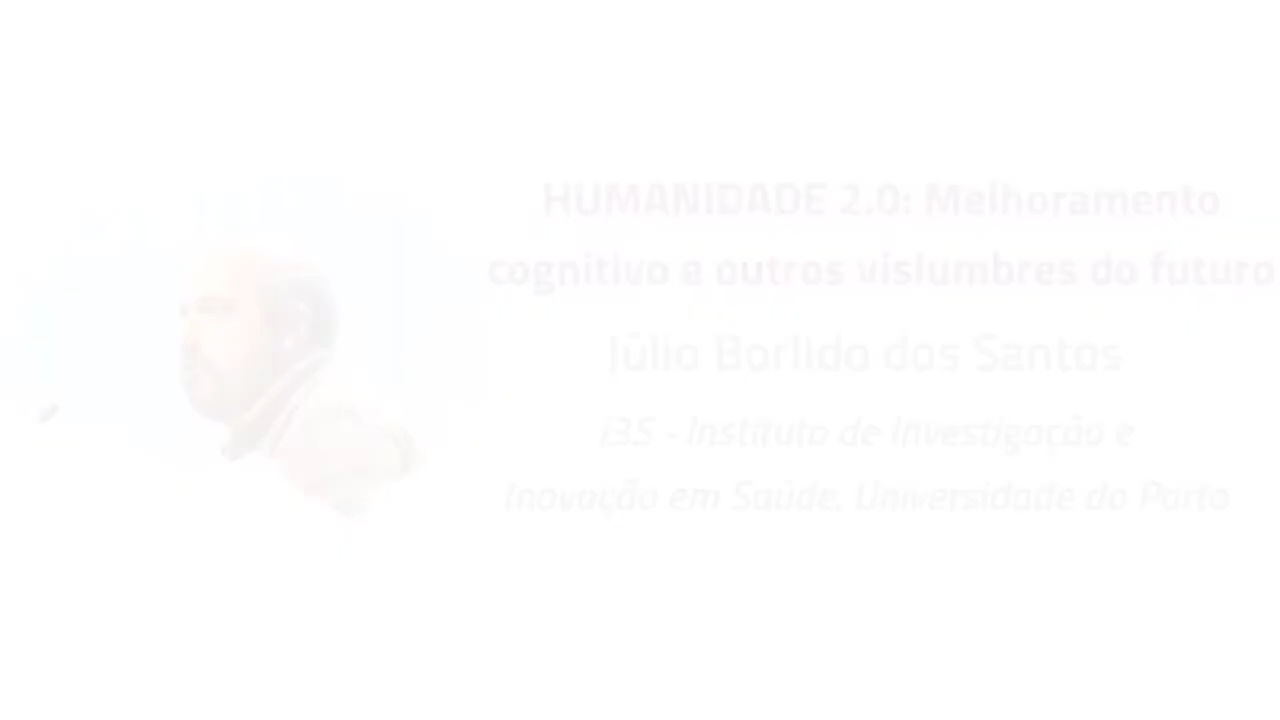 HUMANIDADE 2.0: Melhoramento
cognitivo e outros vislumbres do futuro
Júlio Borlido dos Santos
i3S - Instituto de Investigação e
Inovação em Saúde, Universidade do Porto